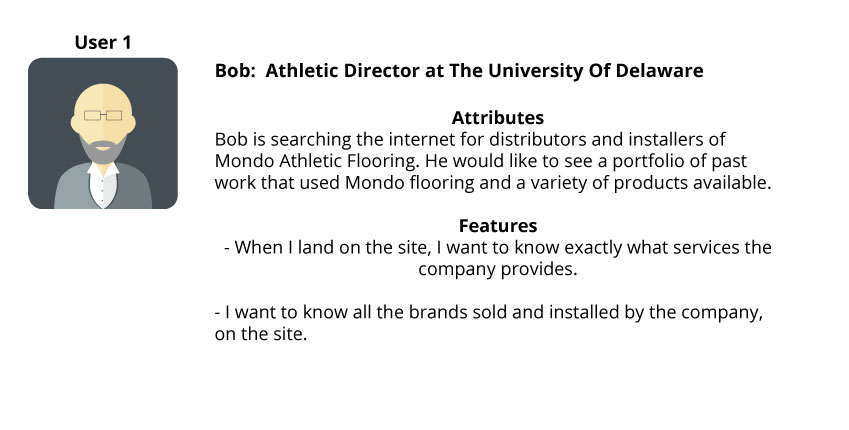 User 1
Bob:  Athletic Director at The University Of Delaware
Attributes
Bob is searching the internet for distributors and installers of
Mondo Athletic Flooring. He would like to see a portfolio of past
work that used Mondo flooring and a variety of products available.
Features
- When I land on the site, I want to know exactly what services the
company provides.
- I want to know all the brands sold and installed by the company,
on the site.